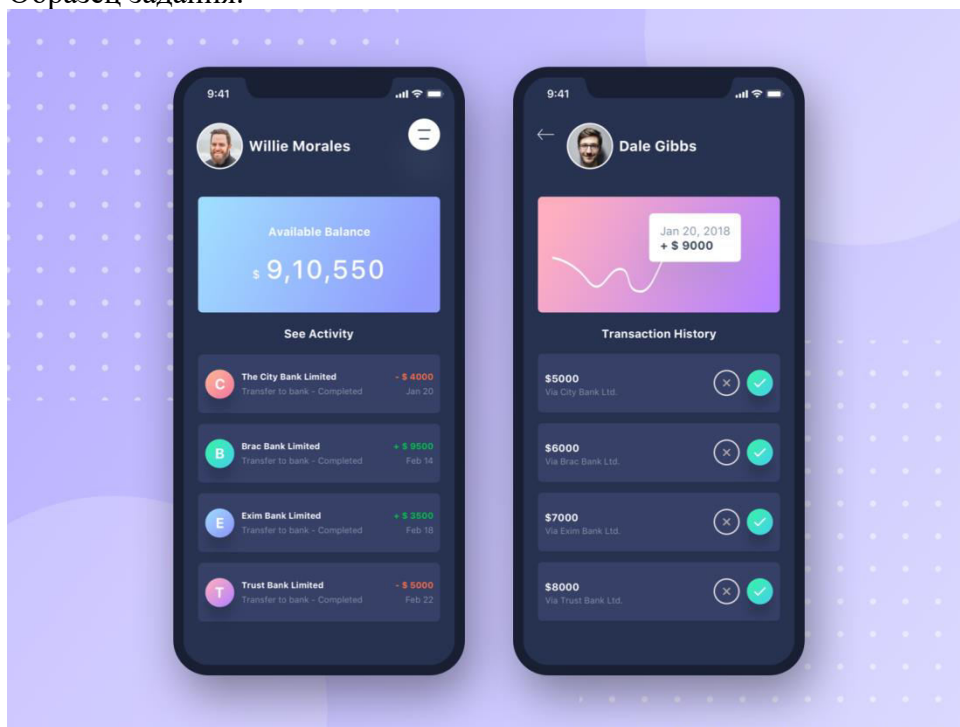 Образец задания:
9:41
Willie Morales
Available Balance
$ 9,10,550
See Activity
C
The City Bank Limited
- $ 4000
Transfer to bank - Completed
Jan 20
B
Brac Bank Limited
+ $ 9500
Transfer to bank - Completed
Feb 14
E
Exim Bank Limited
+ $ 3500
Transfer to bank - Completed
Feb 18
T
Trust Bank Limited
- $ 5000
Transfer to bank - Completed
Feb 22
9:41
Dale Gibbs
Jan 20, 2018
+ $ 9000
Transaction History
$5000
Via City Bank Ltd.
$6000
Via Brac Bank Ltd.
$7000
Via Exim Bank Ltd.
$8000
Via Trust Bank Ltd.